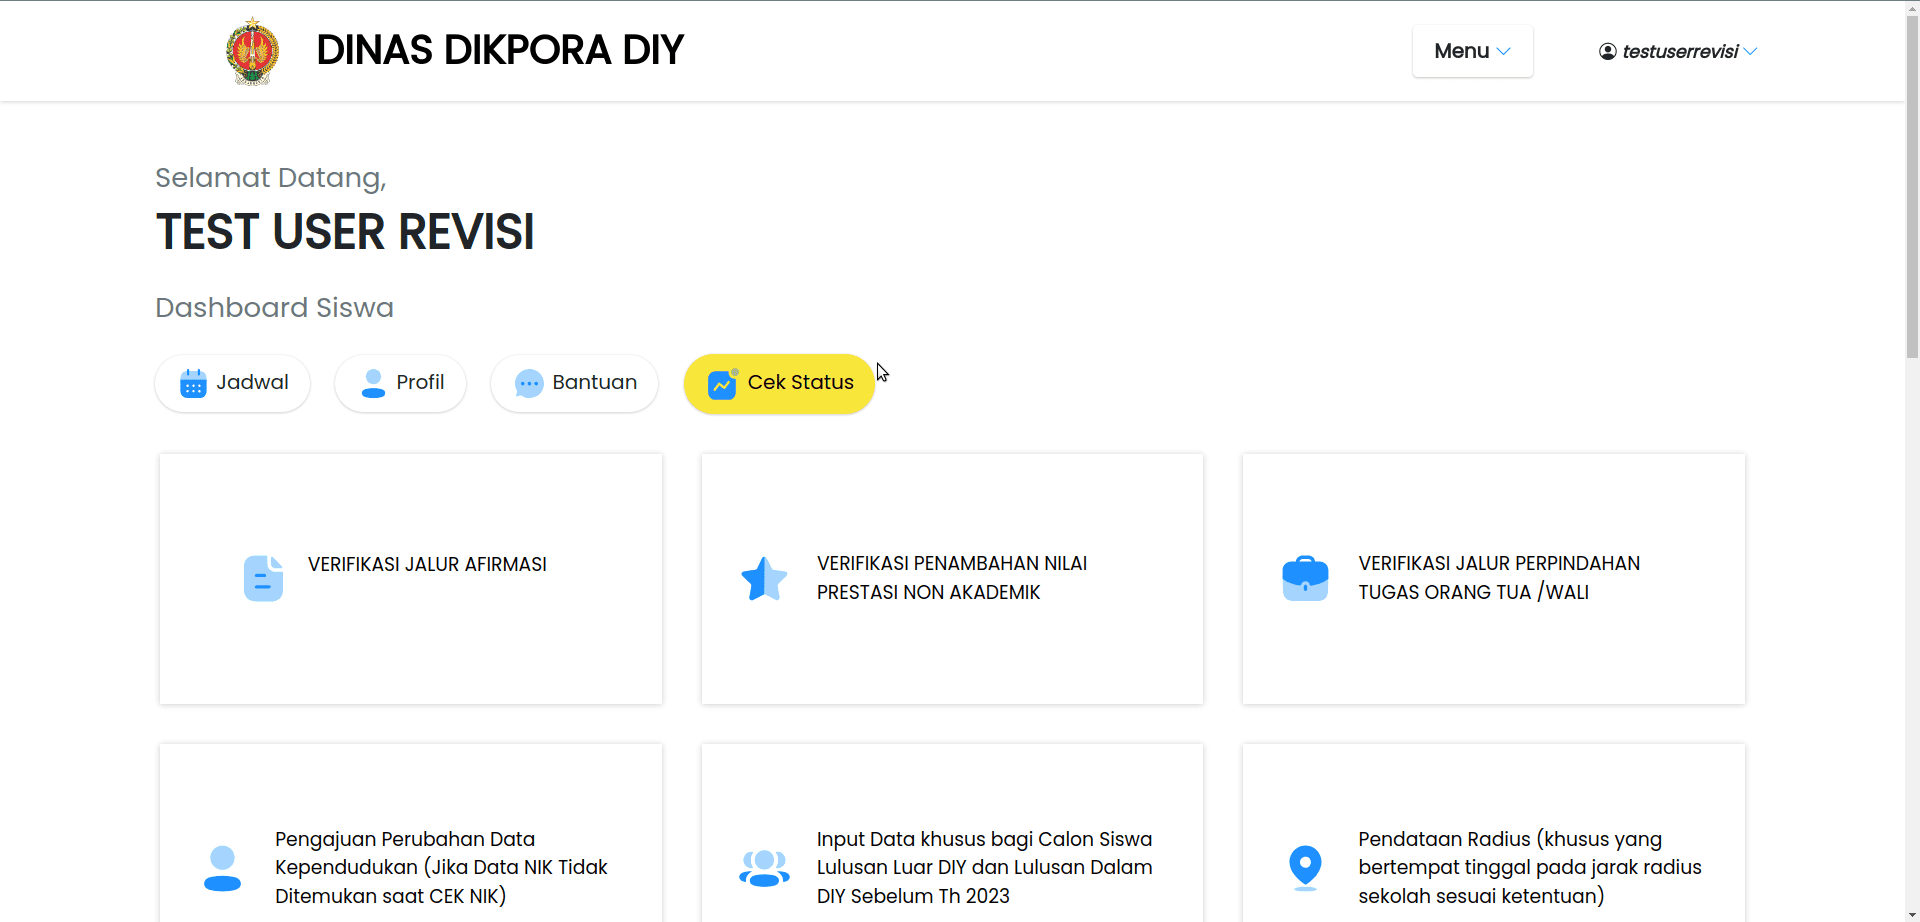 DINAS DIKPORA DIY
Menu
testuserrevisi
Selamat Datang,
TEST USER REVISI
Dashboard Siswa
Jadwal
Profil
Bantuan
Cek Status
VERIFIKASI JALUR AFIRMASI
VERIFIKASI PENAMBAHAN NILAI
PRESTASI NON AKADEMIK
VERIFIKASI JALUR PERPINDAHAN
TUGAS ORANG TUA /WALI
Pengajuan Perubahan Data
Kependudukan (Jika Data NIK Tidak
Ditemukan saat CEK NIK)
Input Data khusus bagi Calon Siswa
Lulusan Luar DIY dan Lulusan Dalam
DIY Sebelum Th 2023
Pendataan Radius (khusus yang
bertempat tinggal pada jarak radius
sekolah sesuai ketentuan)